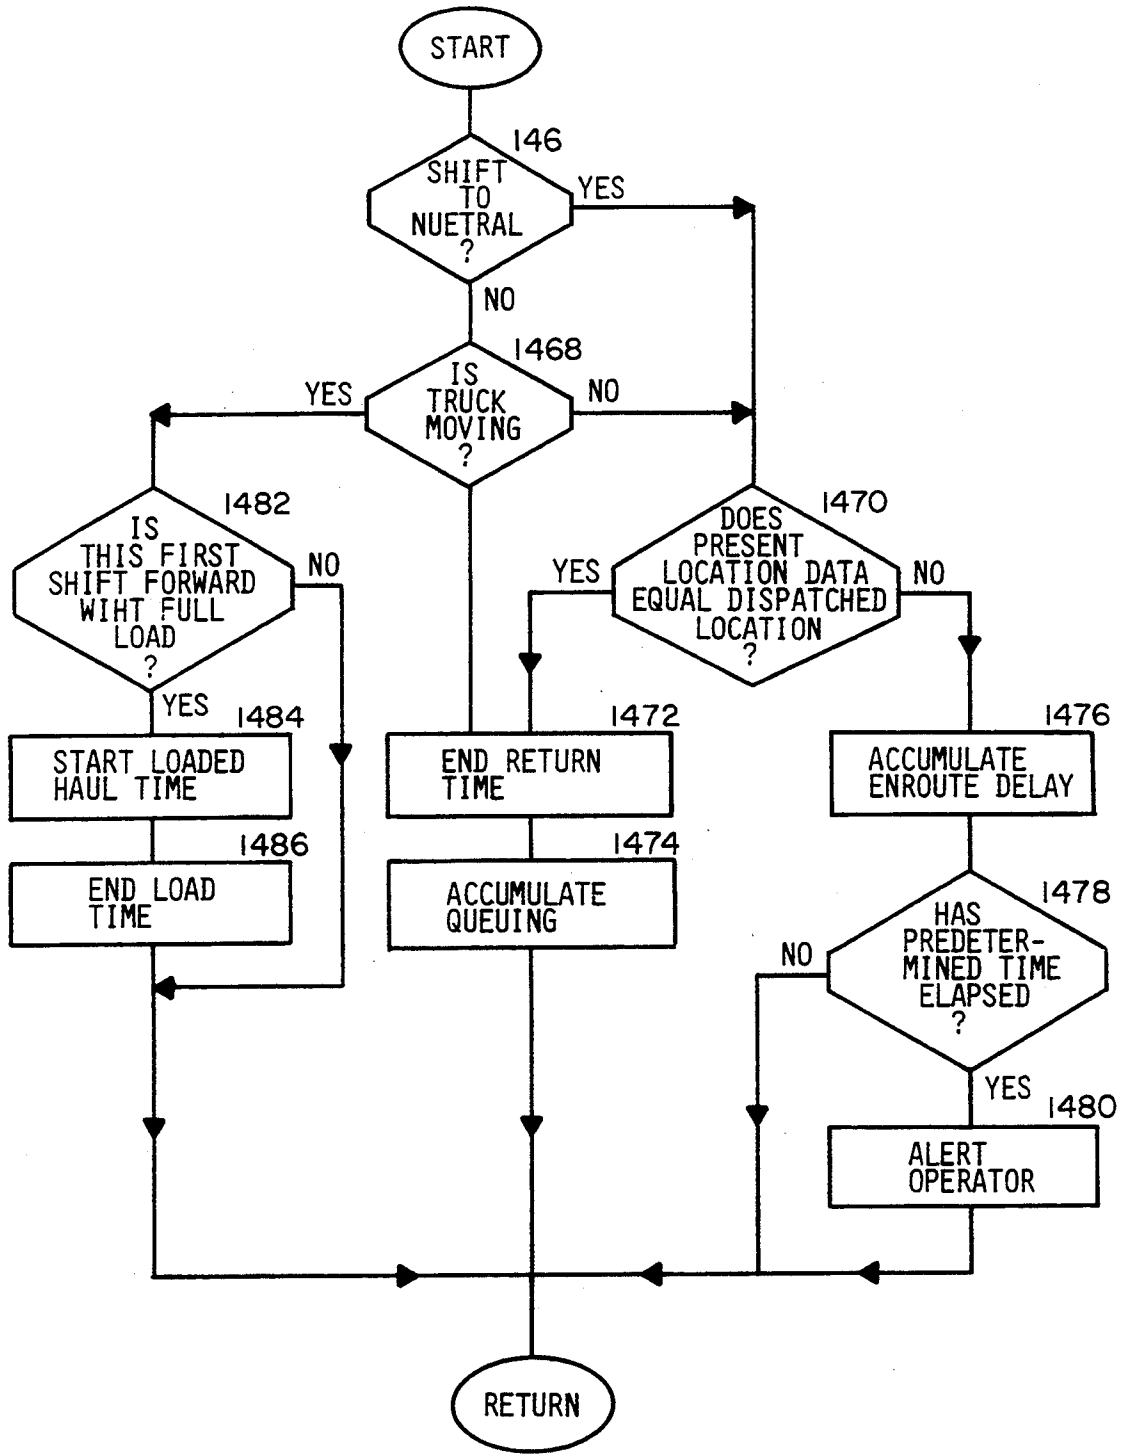 START
146
SHIFT
TO
NUETRAL
?
YES
NO
1468
IS
TRUCK
MOVING
?
YES
NO
1482
IS
THIS FIRST
SHIFT FORWARD
WIHT FULL
LOAD
?
NO
YES
1470
DOES
PRESENT
LOCATION DATA
EQUAL DISPATCHED
LOCATION
?
YES
NO
1484
START LOADED
HAUL TIME
1486
END LOAD
TIME
1472
END RETURN
TIME
1474
ACCUMULATE
QUEUING
1476
ACCUMULATE
ENROUTE DELAY
1478
HAS
PREDETER-
MINED TIME
ELAPSED
?
NO
YES
1480
ALERT
OPERATOR
RETURN